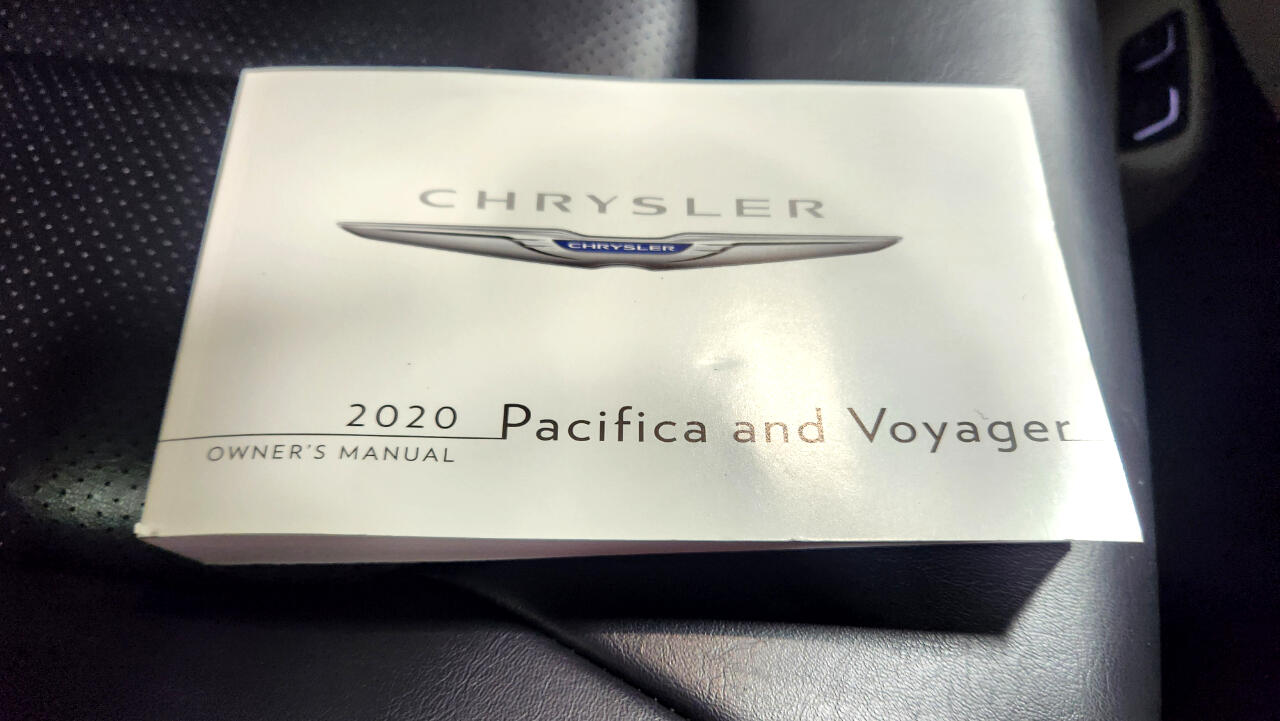 CHRYSLER
CHRYSLER
2020 Pacifica and Voyager
OWNER'S MANUAL